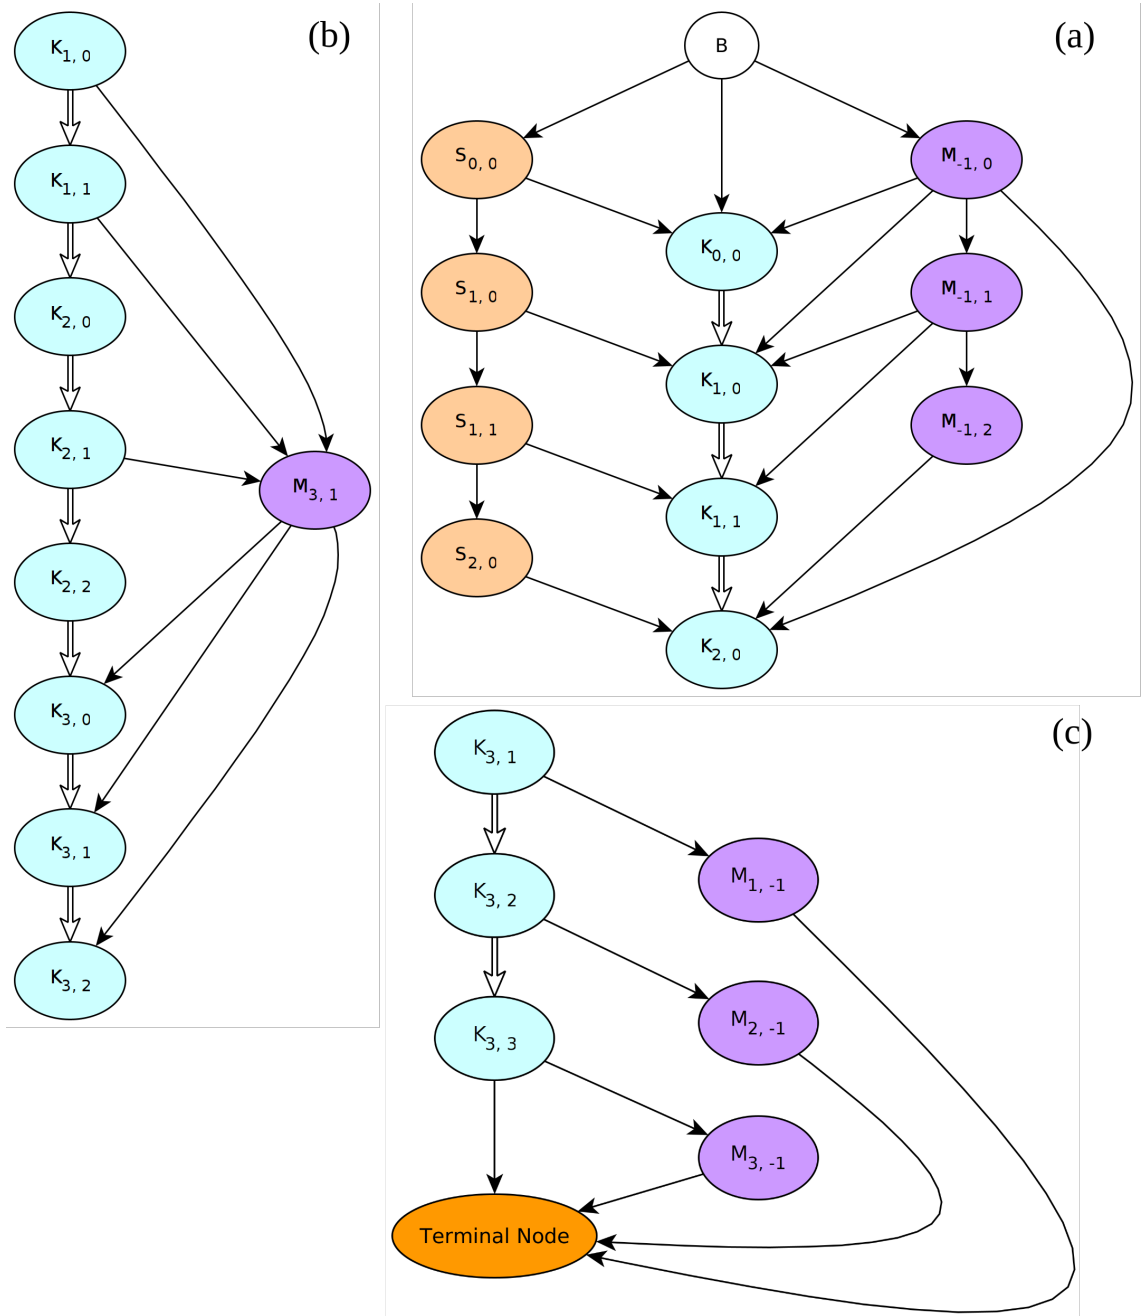 (b)
K1, 0
K1, 1
K2, 0
K2, 1
M3, 1
K2, 2
K3, 0
K3, 1
K3, 2
(a)
B
S0, 0
M-1, 0
K0, 0
S1, 0
M-1, 1
K1, 0
S1, 1
M-1, 2
K1, 1
S2, 0
K2, 0
(c)
K3, 1
M1, -1
K3, 2
M2, -1
K3, 3
M3, -1
Terminal Node